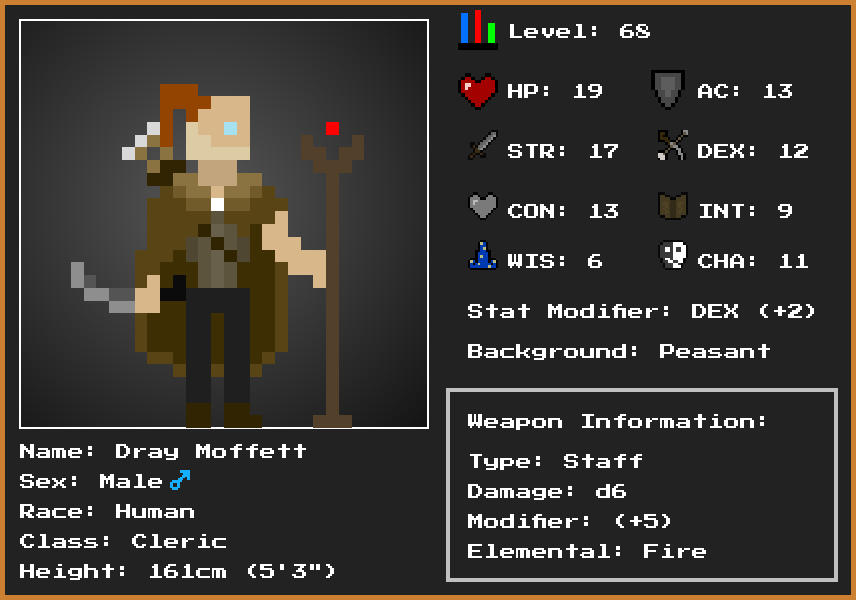 Level: 68
HP: 19 AC: 13
STR: 17 DEX: 12
CON: 13 INT: 9
WIS: 6 CHA: 11
Stat Modifier: DEX (+2)
Background: Peasant
Weapon Information:
Type: Staff
Damage: d6
Modifier: (+5)
Elemental: Fire
Name: Dray Moffett
Sex: Male ♂
Race: Human
Class: Cleric
Height: 161cm (5'3")